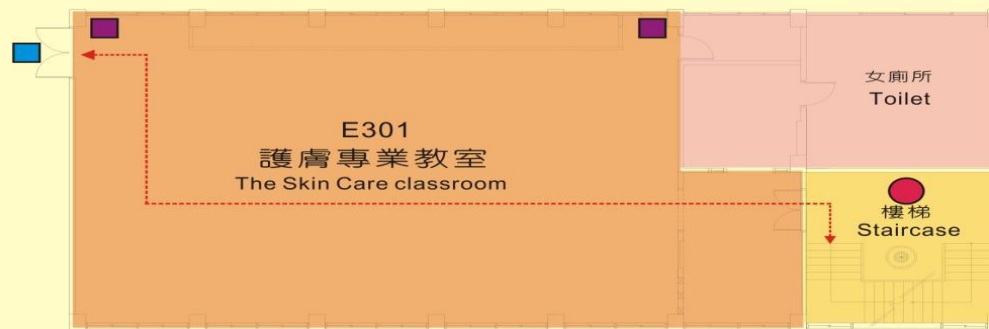 E301
護膚專業教室
The Skin Care classroom
女廁所
Toilet
樓梯
Staircase